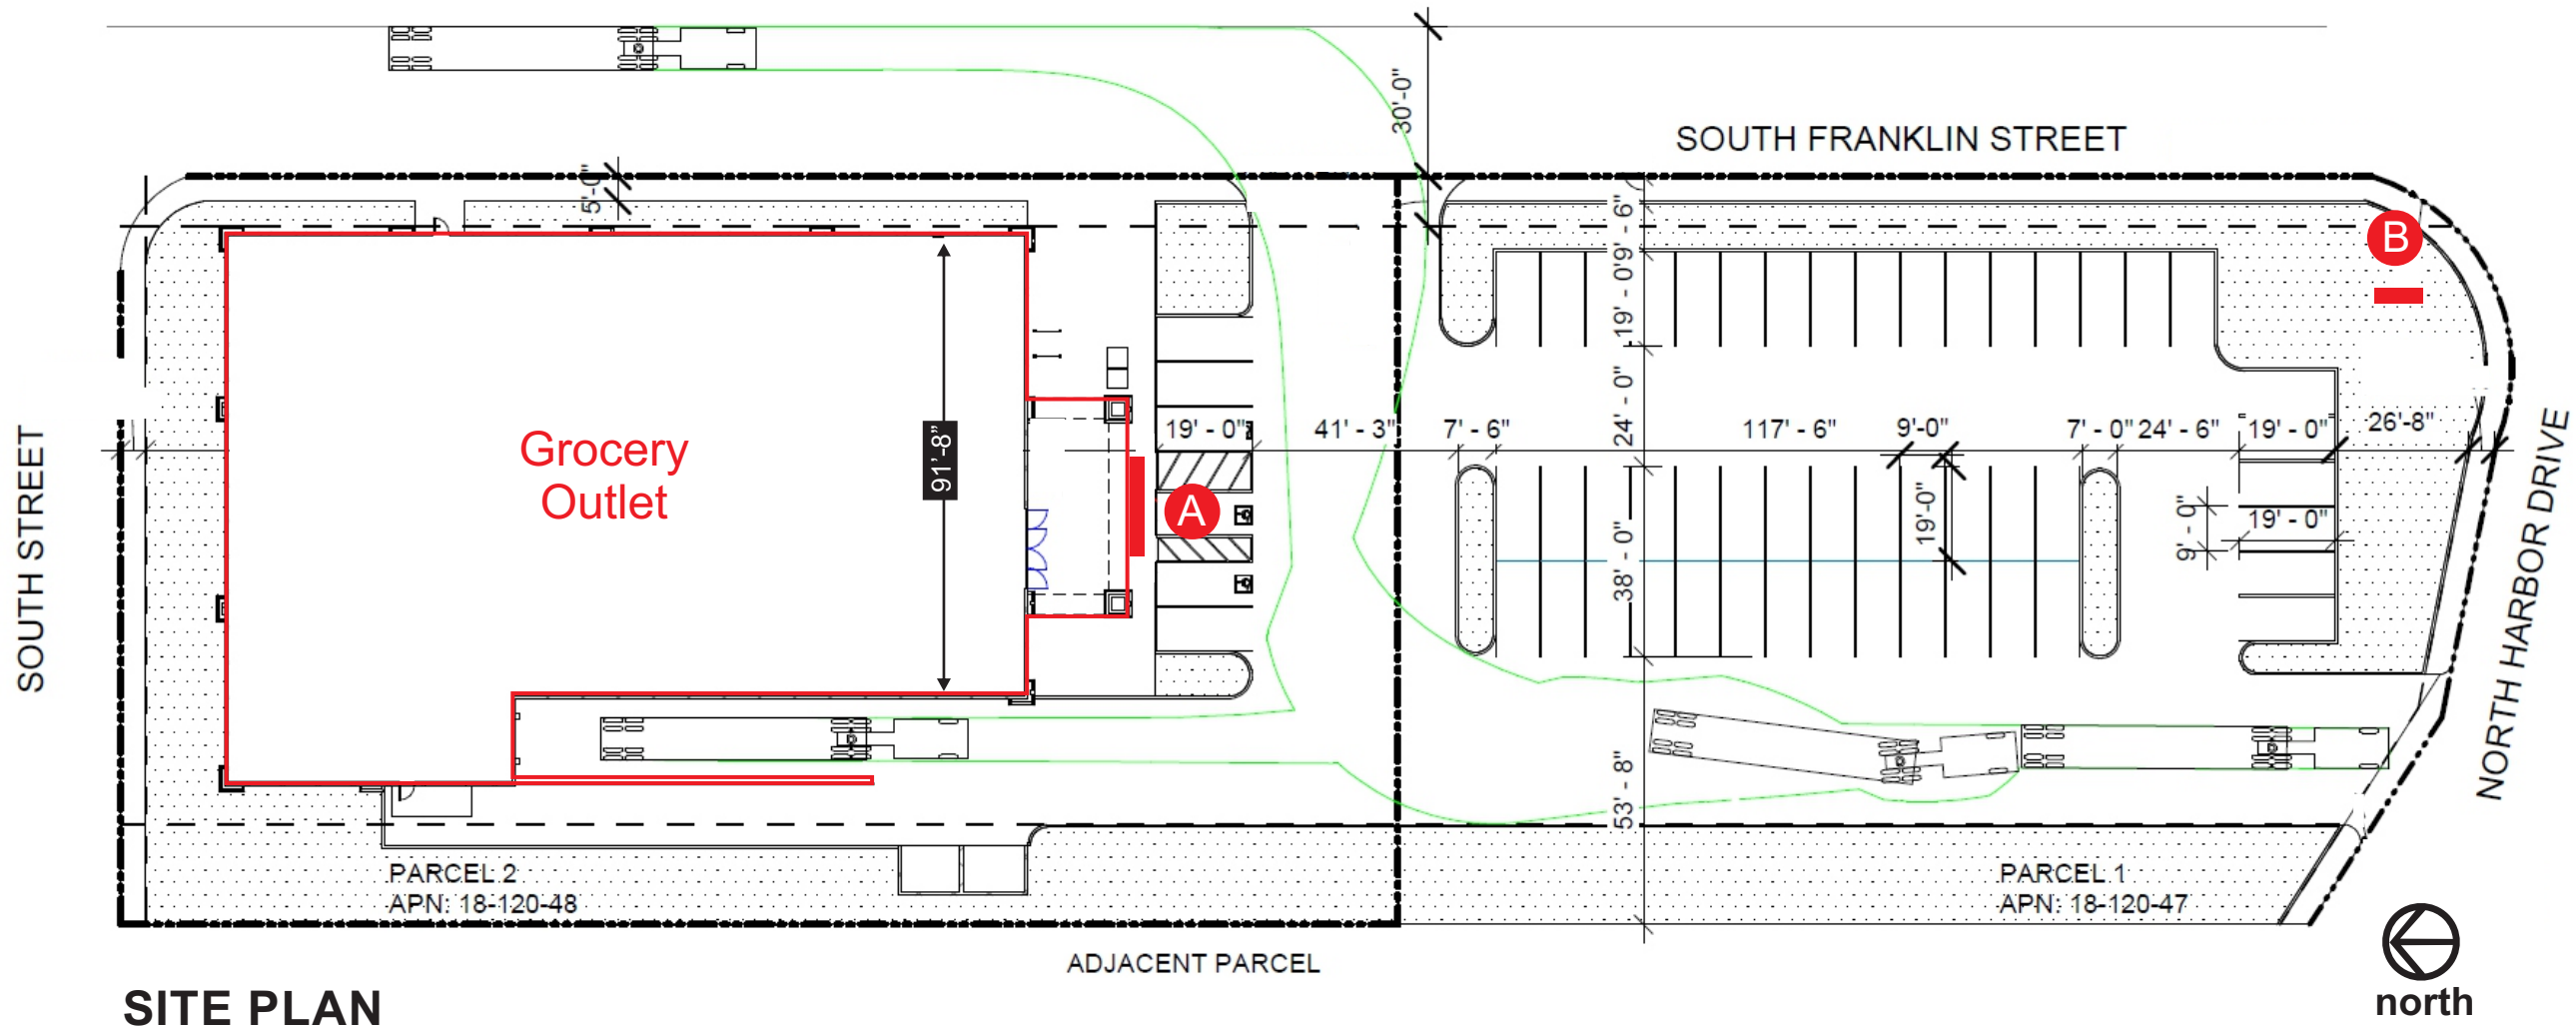 30'-0"
SOUTH FRANKLIN STREET
5'-0"
9' - 6"
B
19' - 0"
SOUTH STREET
Grocery
Outlet
91'-8"
19' - 0"
41' - 3"
7' - 6"
24' - 0"
117' - 6"
9'-0"
7' - 0"
24' - 6"
19' - 0"
26'-8"
A
19'-0"
9' - 0"
19' - 0"
38' - 0"
NORTH HARBOR DRIVE
53' - 8"
PARCEL 2
APN: 18-120-48
PARCEL 1
APN: 18-120-47
ADJACENT PARCEL
SITE PLAN
north